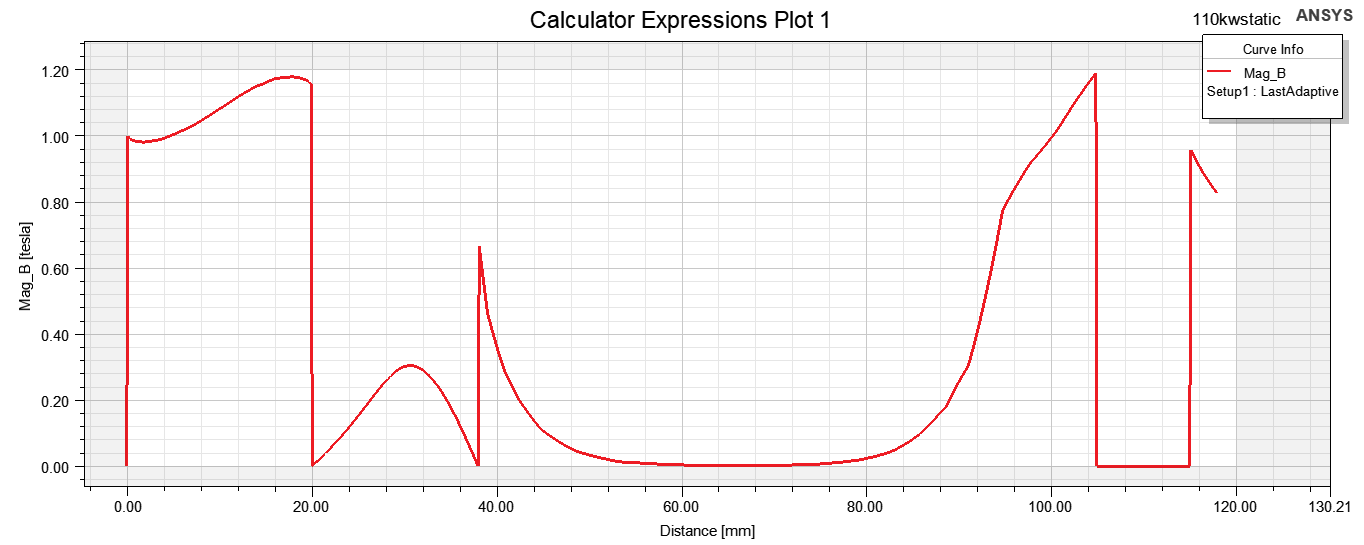 Calculator Expressions Plot 1
110kwstatic
ANSYS
Curve Info
Mag_B
Setup1 : LastAdaptive
1.20
1.00
0.80
0.60
0.40
0.20
0.00
Mag_B [tesla]
0.00 20.00 40.00 60.00 80.00 100.00 120.00 130.21
Distance [mm]